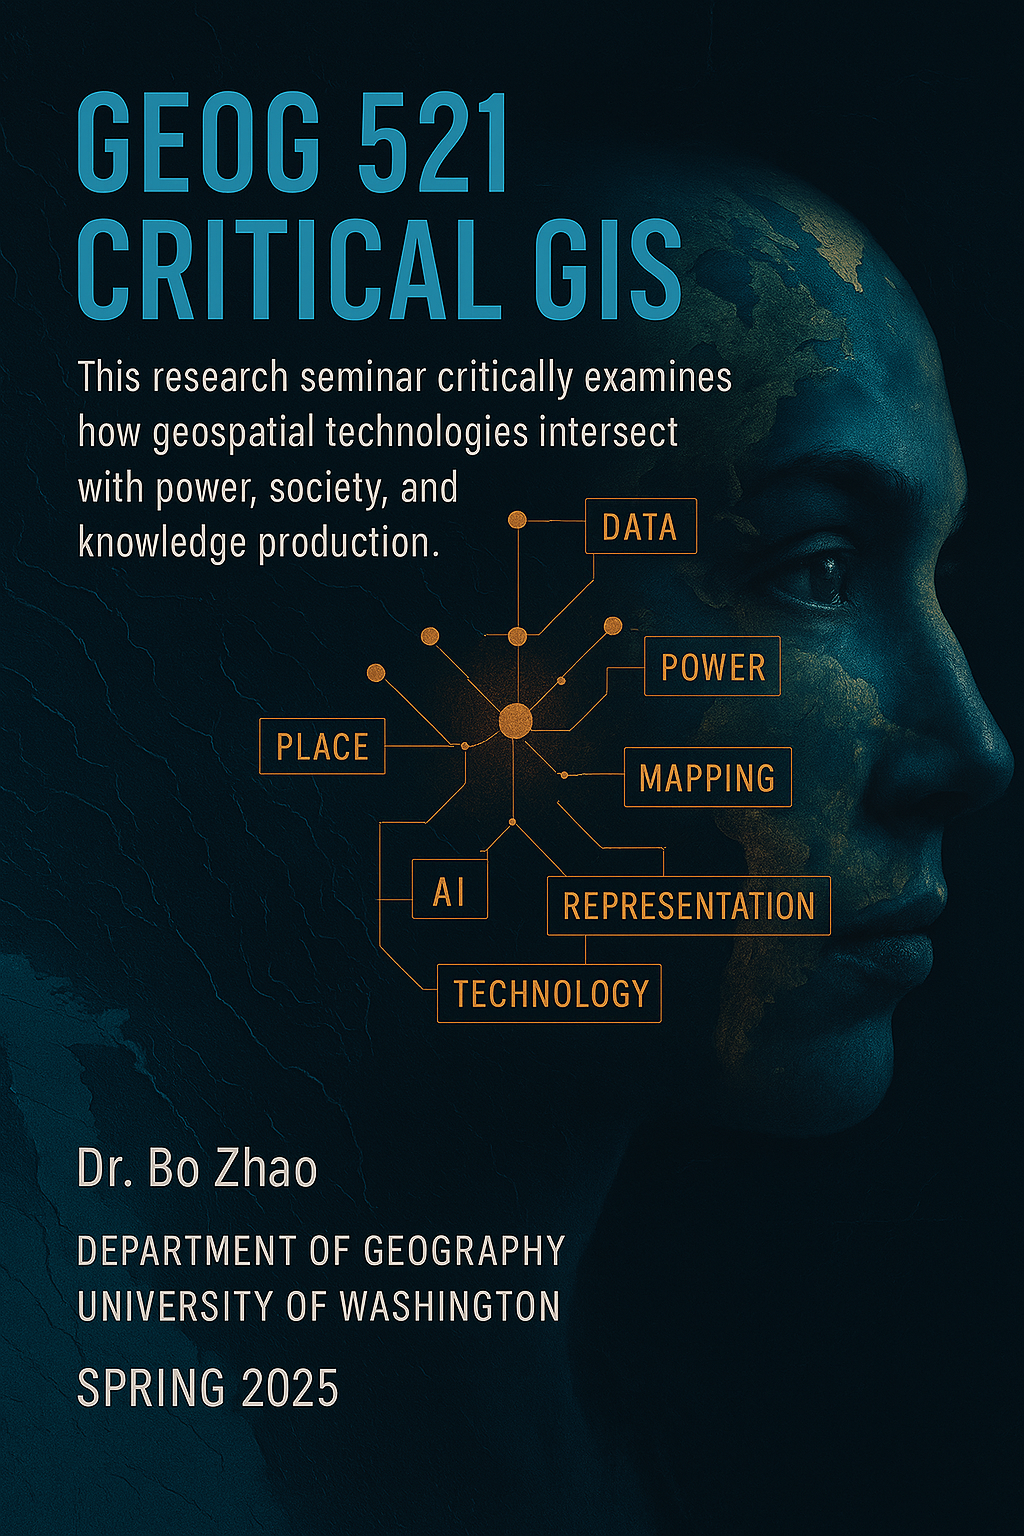 GEOG 521
CRITICAL GIS
This research seminar critically examines
how geospatial technologies intersect
with power, society, and
knowledge production.
DATA
POWER
PLACE
MAPPING
AI
REPRESENTATION
TECHNOLOGY
Dr. Bo Zhao
DEPARTMENT OF GEOGRAPHY
UNIVERSITY OF WASHINGTON
SPRING 2025